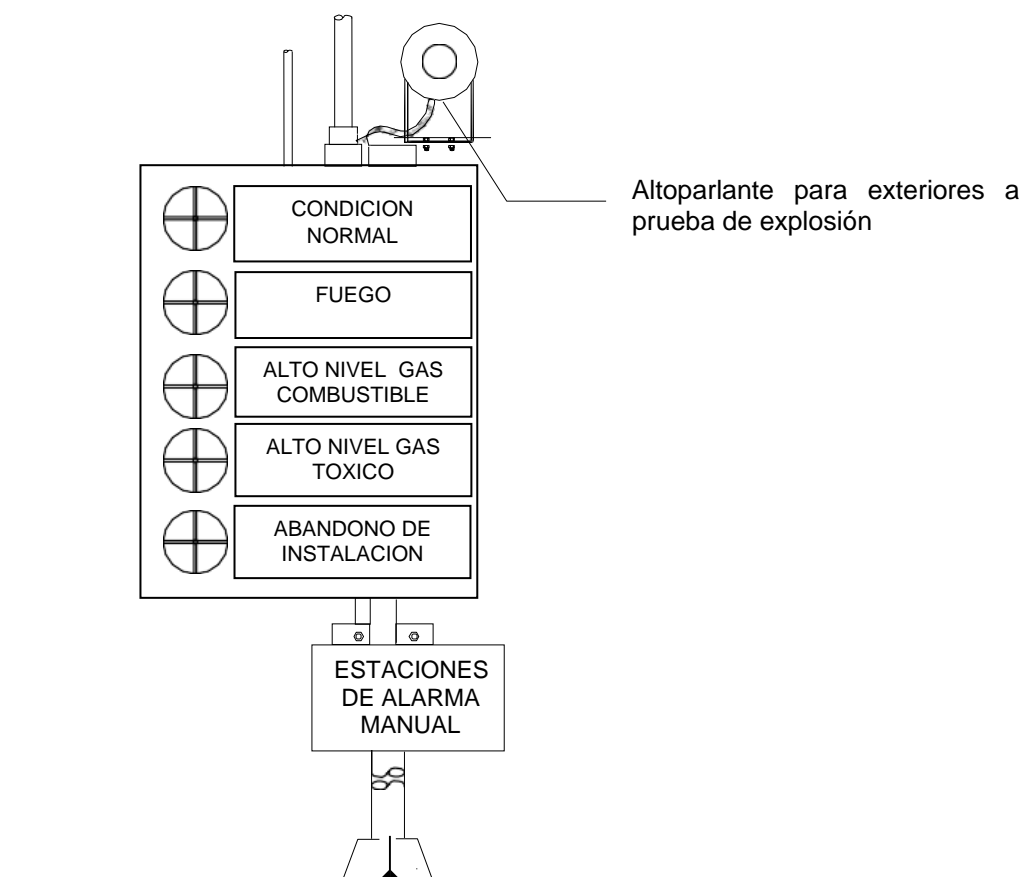 CONDICION
NORMAL
FUEGO
ALTO NIVEL GAS
COMBUSTIBLE
ALTO NIVEL GAS
TOXICO
ABANDONO DE
INSTALACION
ESTACIONES
DE ALARMA
MANUAL
Altoparlante para exteriores a
prueba de explosión